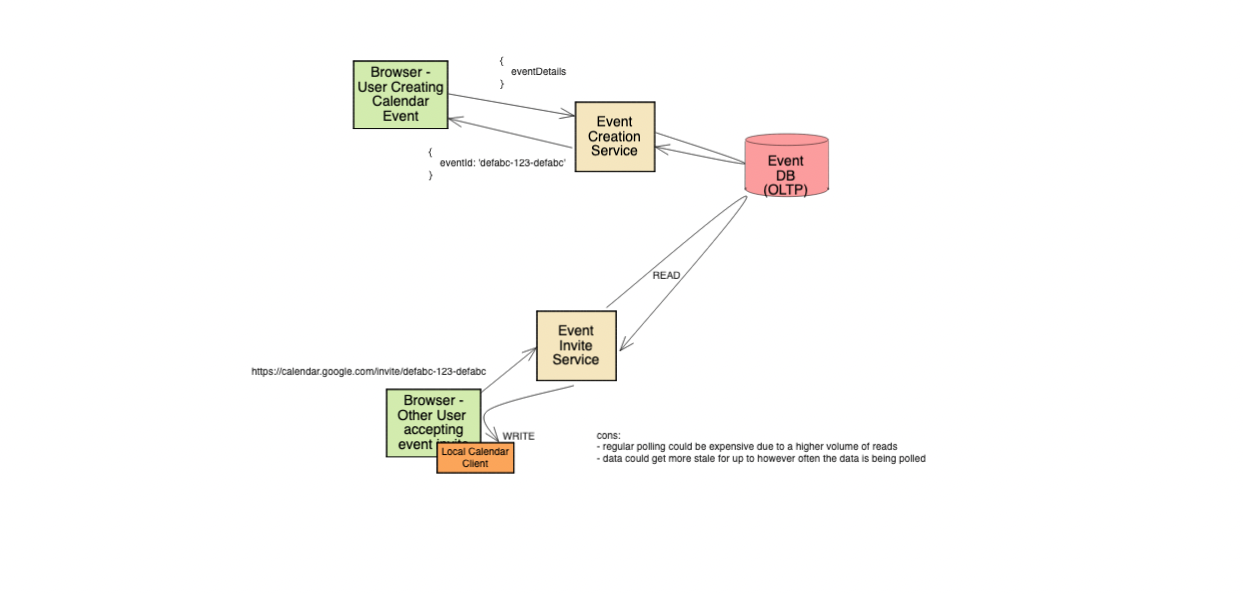 {
eventDetails
}
Browser -
User Creating
Calendar
Event
Event
Creation
Service
{
eventId: 'defabc-123-defabc'
}
Event
DB
(OLTP)
READ
Event
Invite
Service
https://calendar.google.com/invite/defabc-123-defabc
Browser -
Other User
accepting
event invite
WRITE
Local Calendar
Client
cons:
- regular polling could be expensive due to a higher volume of reads
- data could get more stale for up to however often the data is being polled